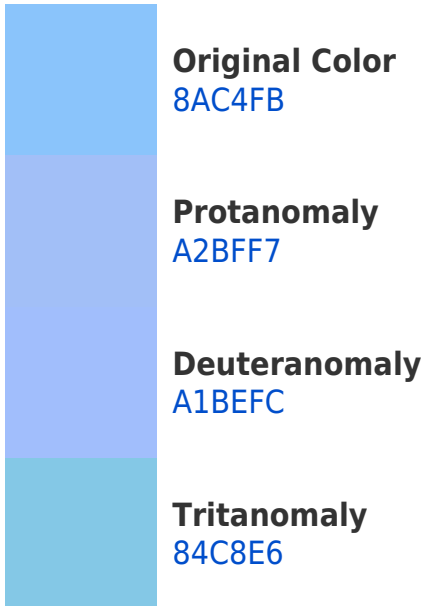 Original Color
8AC4FB
Protanomaly
A2BFF7
Deuteranomaly
A1BEFC
Tritanomaly
84C8E6